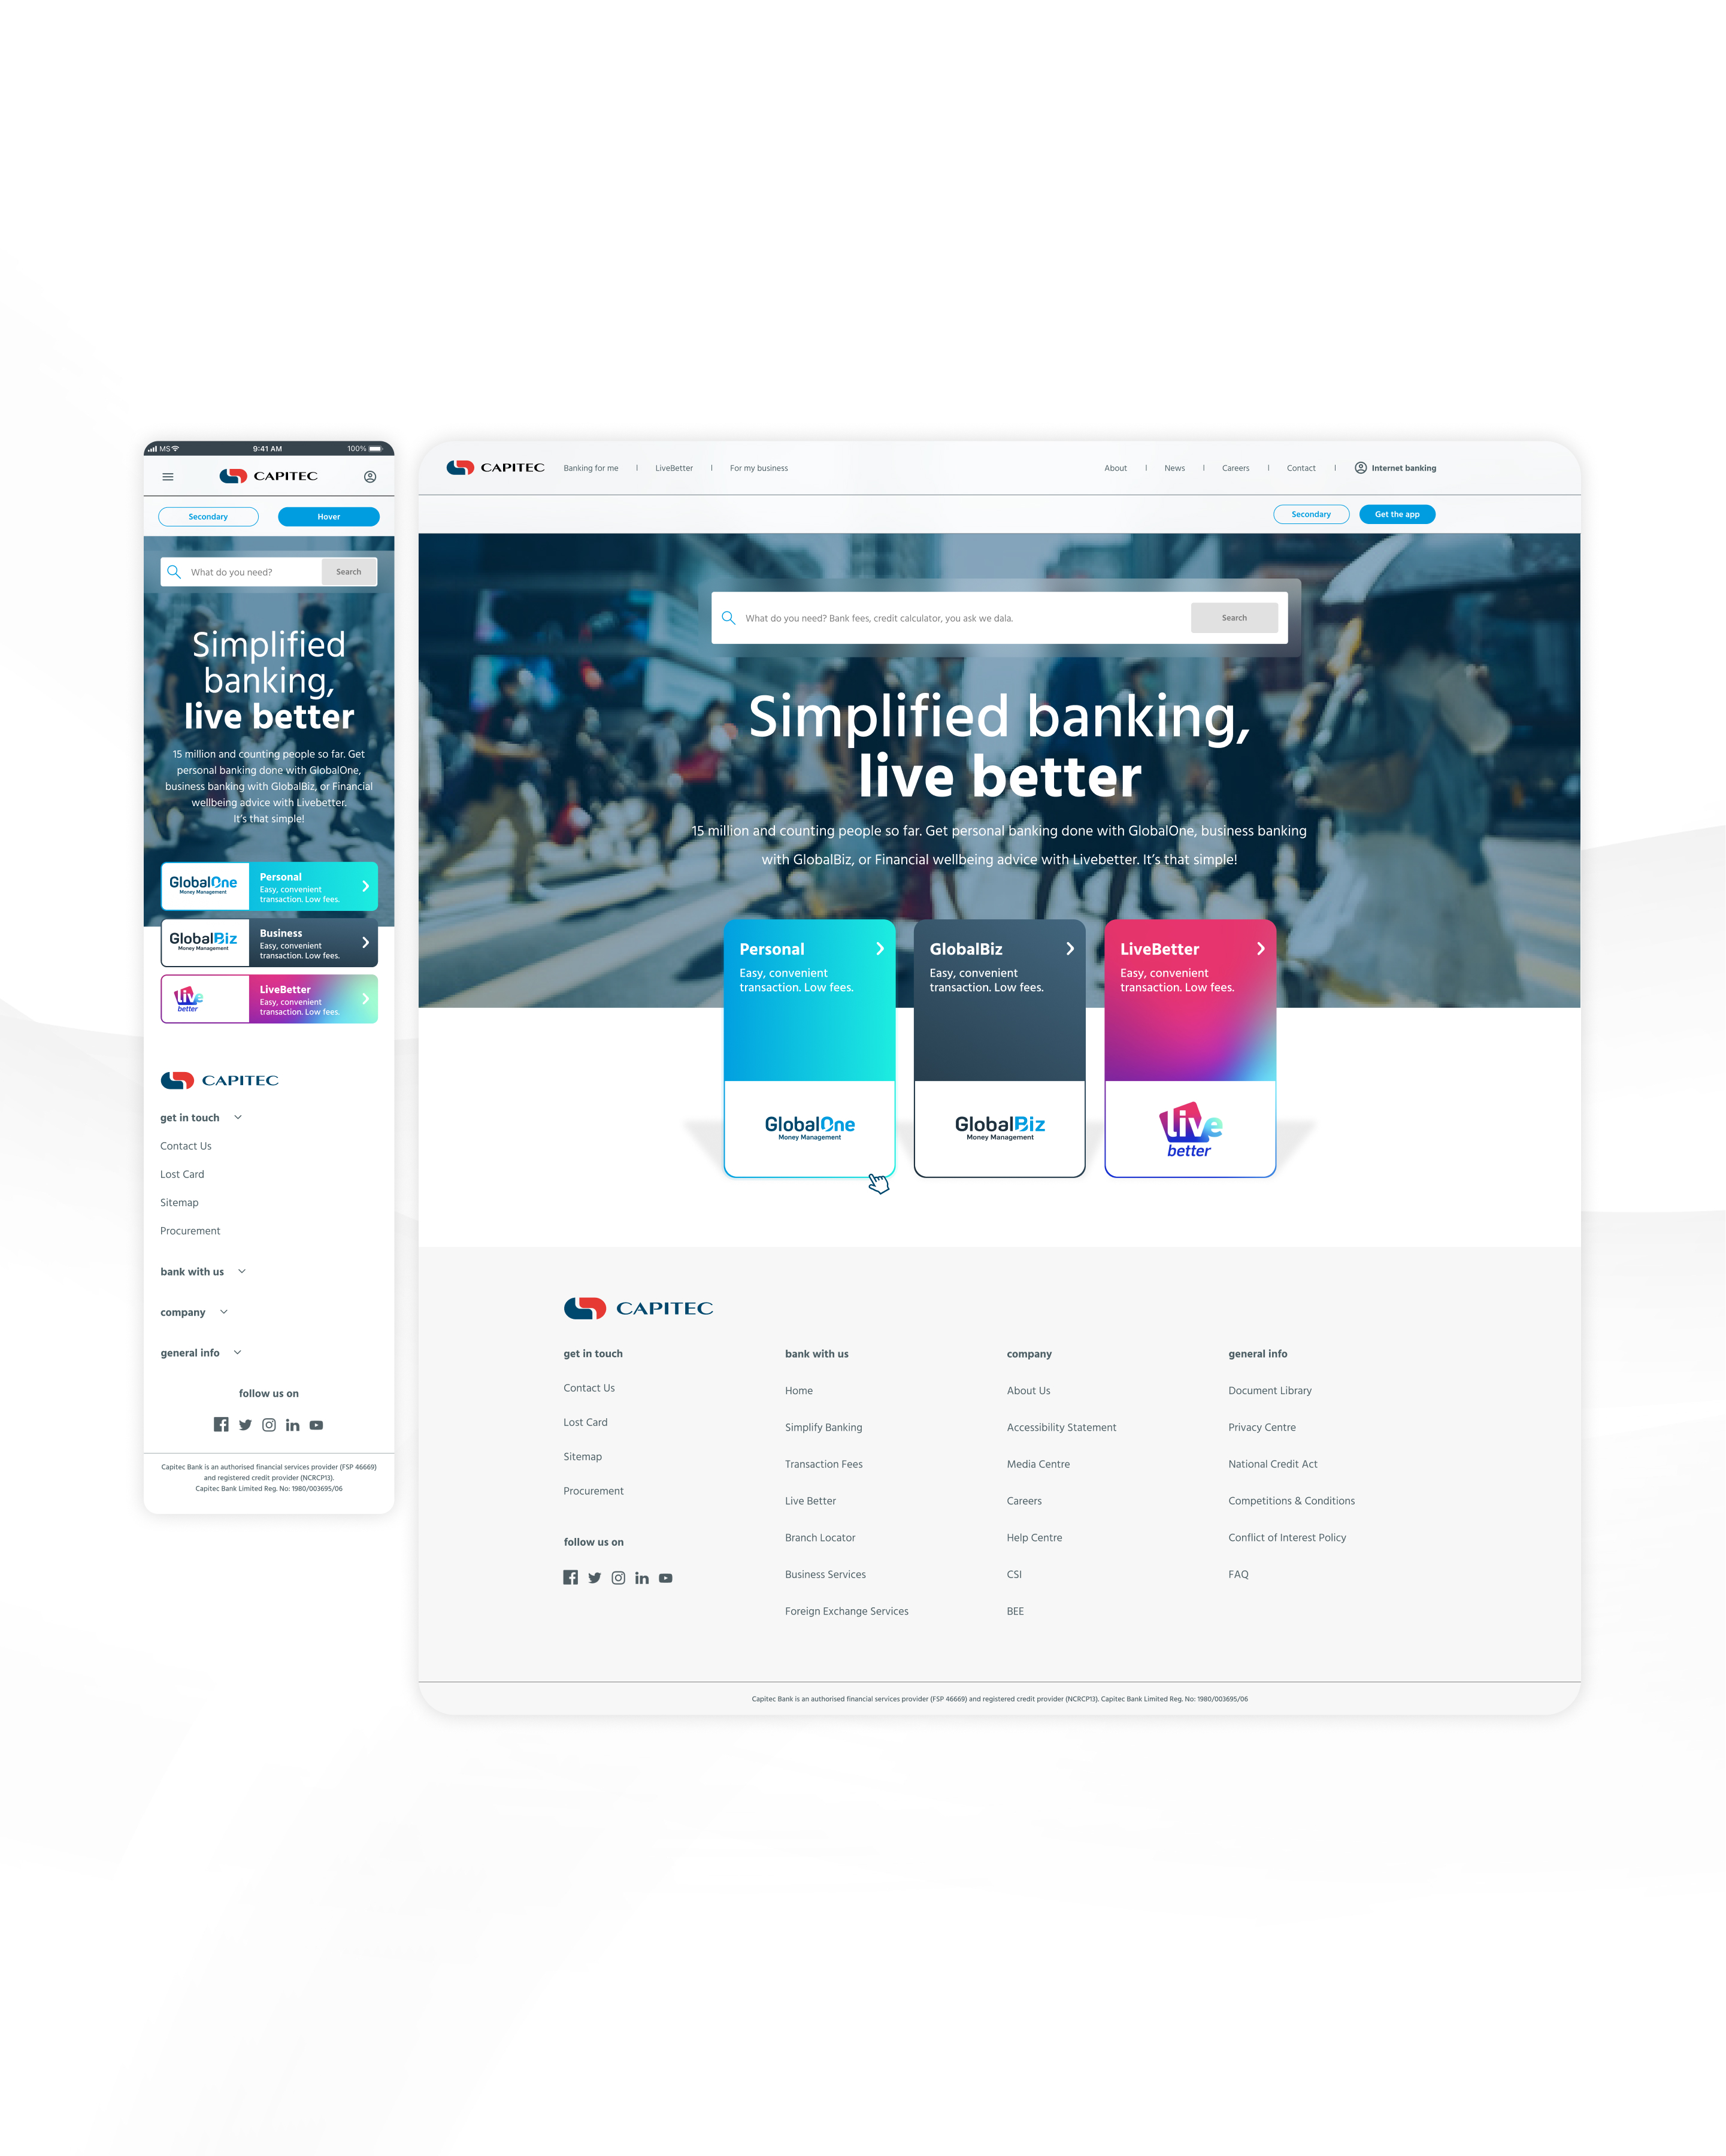 MS 9:41 AM 100%
CAPITEC
Secondary Hover
What do you need? Search
Simplified
banking,
live better
15 million and counting people so far. Get
personal banking done with GlobalOne,
business banking with GlobalBiz, or Financial
wellbeing advice with Livebetter.
It's that simple!
GlobalOne
Money Management
Personal
Easy, convenient
transaction. Low fees.
GlobalBiz
Money Management
Business
Easy, convenient
transaction. Low fees.
Live
better
LiveBetter
Easy, convenient
transaction. Low fees.
CAPITEC
get in touch
Contact Us
Lost Card
Sitemap
Procurement
bank with us
company
general info
follow us on
Capitec Bank is an authorised financial services provider (FSP 46669)
and registered credit provider (NCRCP13).
Capitec Bank Limited Reg. No: 1980/003695/06
CAPITEC Banking for me | LiveBetter | For my business About | News | Careers | Contact | Internet banking
Secondary Get the app
What do you need? Bank fees, credit calculator, you ask we dala. Search
Simplified banking,
live better
15 million and counting people so far. Get personal banking done with GlobalOne, business banking
with GlobalBiz, or Financial wellbeing advice with Livebetter. It's that simple!
Personal
Easy, convenient
transaction. Low fees.
GlobalOne
Money Management
GlobalBiz
Easy, convenient
transaction. Low fees.
GlobalBiz
Money Management
LiveBetter
Easy, convenient
transaction. Low fees.
Live
better
CAPITEC
get in touch
Contact Us
Lost Card
Sitemap
Procurement
follow us on
bank with us
Home
Simplify Banking
Transaction Fees
Live Better
Branch Locator
Business Services
Foreign Exchange Services
company
About Us
Accessibility Statement
Media Centre
Careers
Help Centre
CSI
BEE
general info
Document Library
Privacy Centre
National Credit Act
Competitions & Conditions
Conflict of Interest Policy
FAQ
Capitec Bank is an authorised financial services provider (FSP 46669) and registered credit provider (NCRCP13). Capitec Bank Limited Reg. No: 1980/003695/06